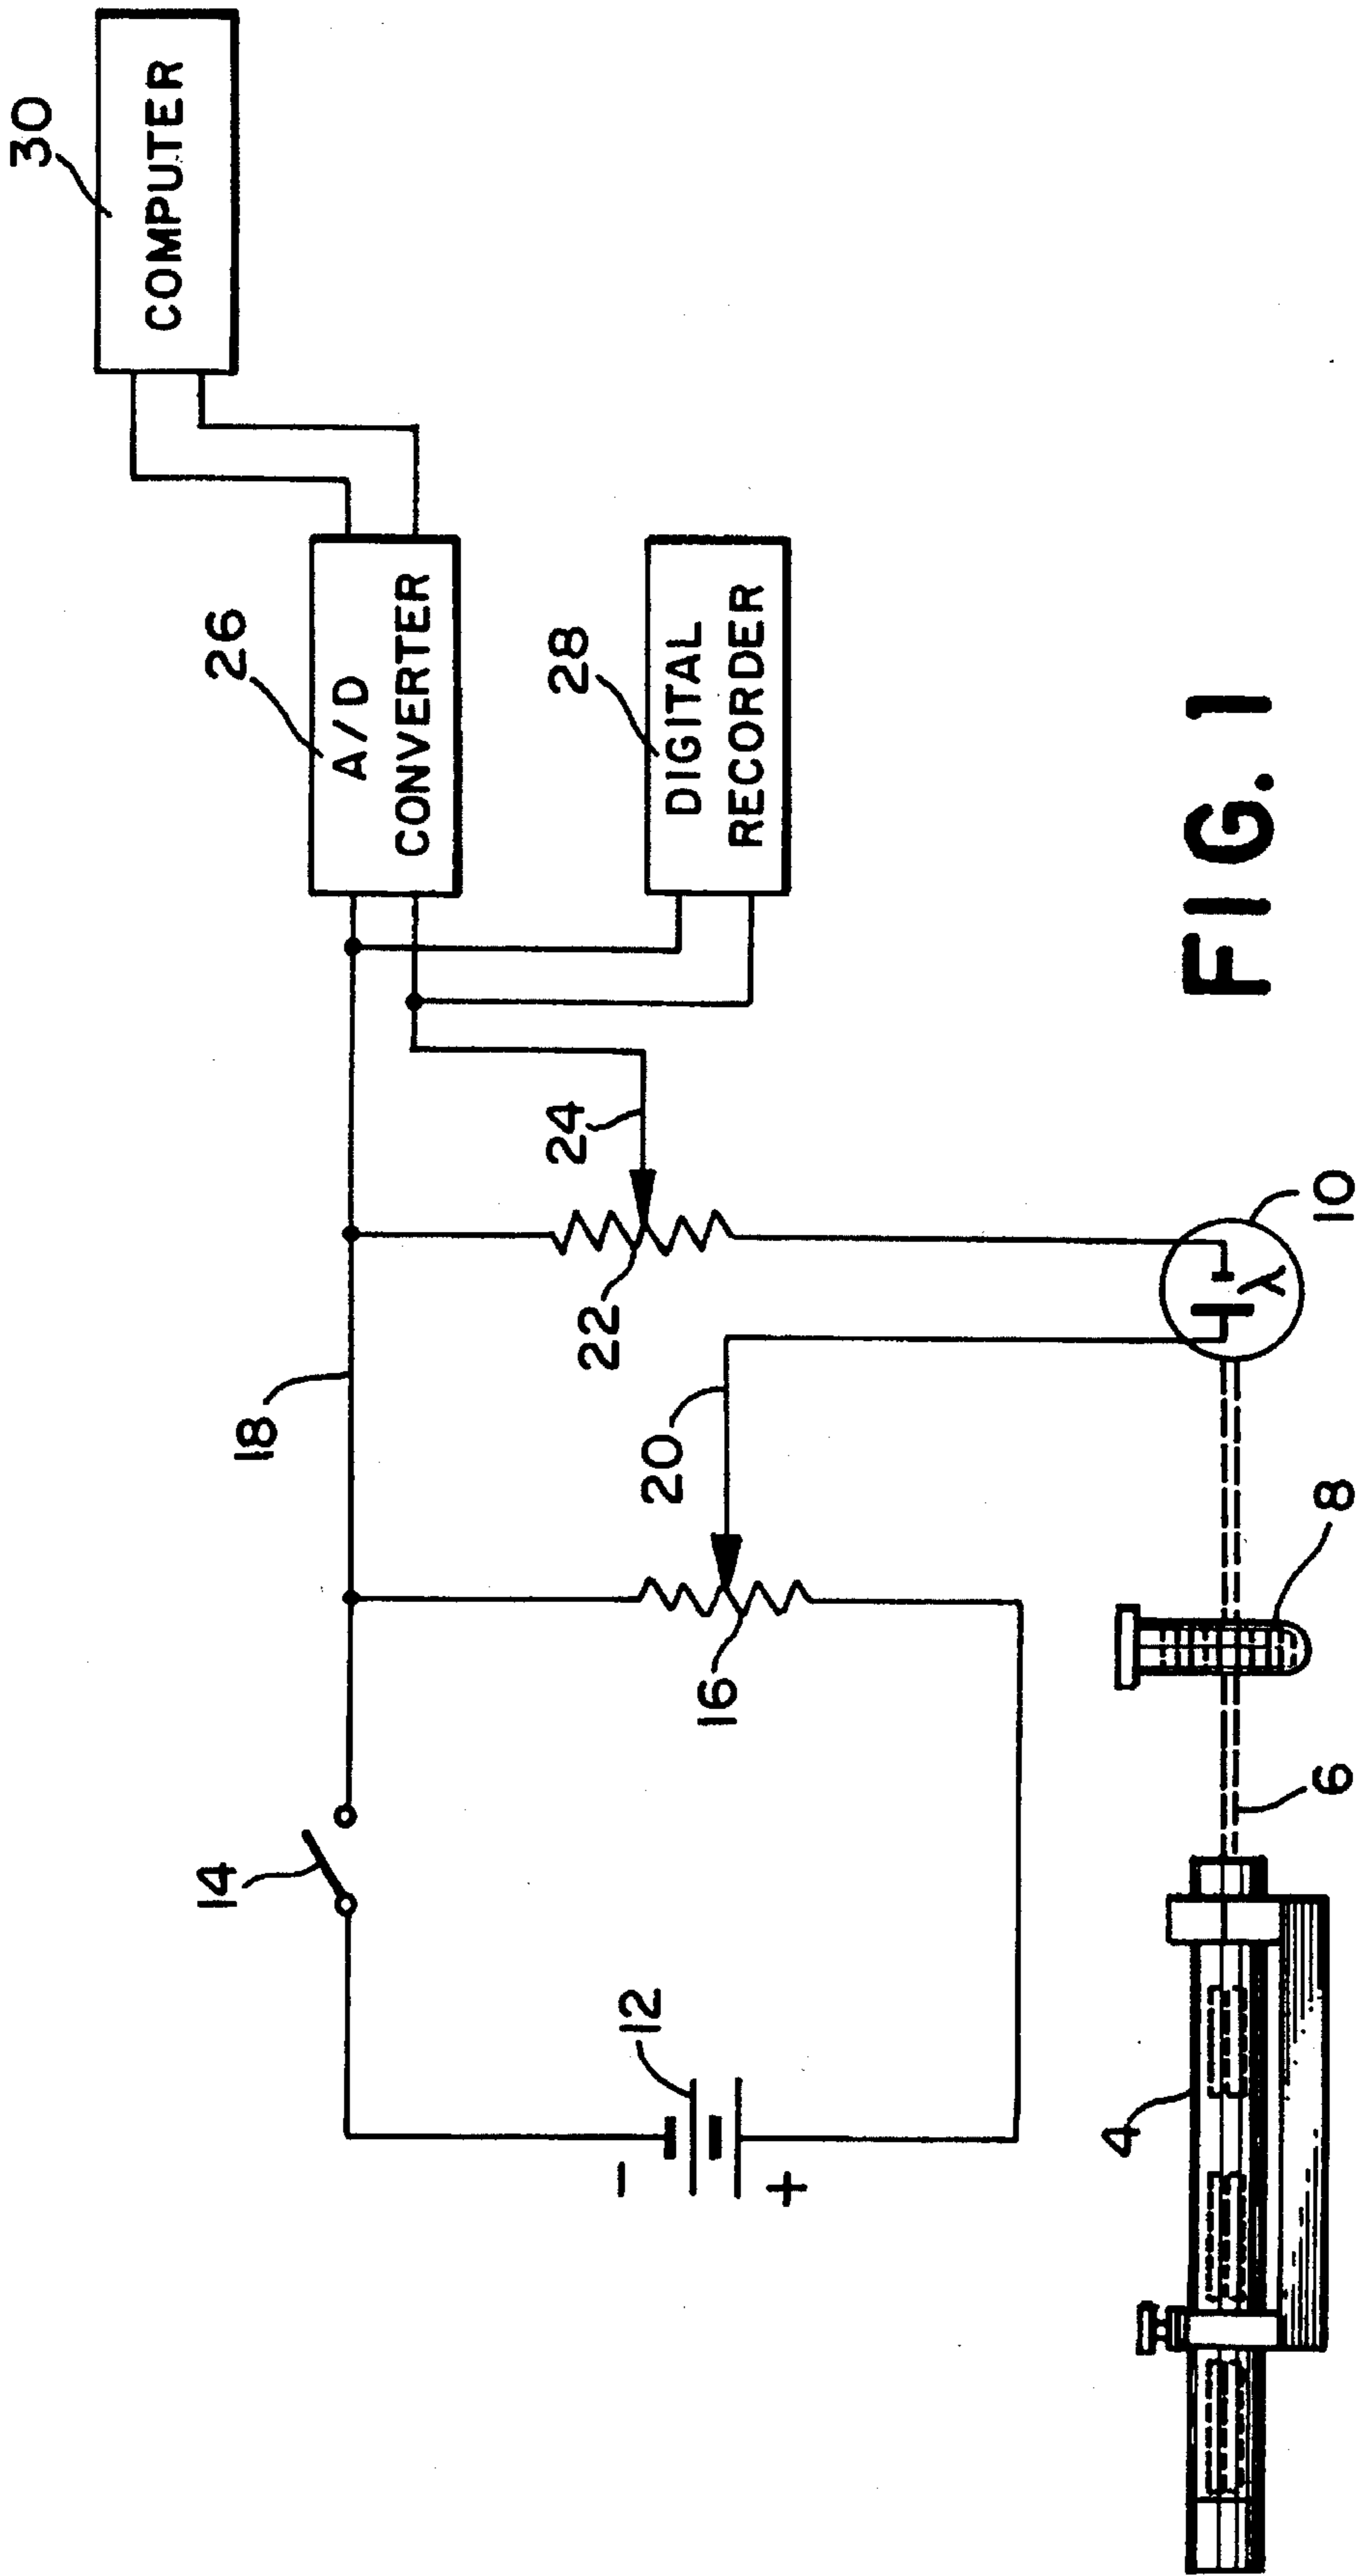 30
COMPUTER
26
A/D
CONVERTER
28
DIGITAL
RECORDER
18
24
22
20
16
14
12
-
+
10
λ
8
6
4
FIG. 1